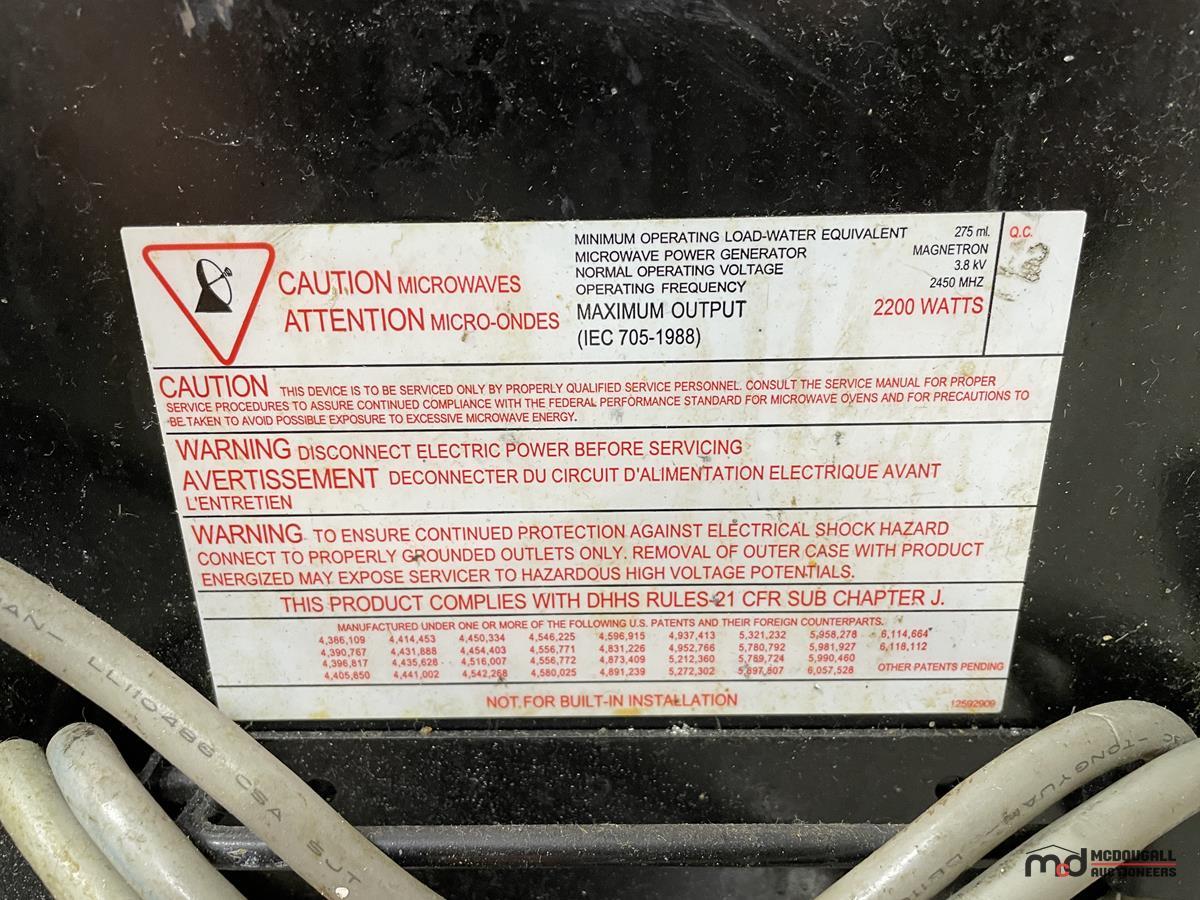 CAUTION MICROWAVES
ATTENTION MICRO-ONDES
MINIMUM OPERATING LOAD-WATER EQUIVALENT 275 ml.
MICROWAVE POWER GENERATOR MAGNETRON
NORMAL OPERATING VOLTAGE 3.8 kV
OPERATING FREQUENCY 2450 MHZ
MAXIMUM OUTPUT 2200 WATTS
(IEC 705-1988)
Q.C.
CAUTION THIS DEVICE IS TO BE SERVICED ONLY BY PROPERLY QUALIFIED SERVICE PERSONNEL. CONSULT THE SERVICE MANUAL FOR PROPER
SERVICE PROCEDURES TO ASSURE CONTINUED COMPLIANCE WITH THE FEDERAL PERFORMANCE STANDARD FOR MICROWAVE OVENS AND FOR PRECAUTIONS TO
BE TAKEN TO AVOID POSSIBLE EXPOSURE TO EXCESSIVE MICROWAVE ENERGY.
WARNING DISCONNECT ELECTRIC POWER BEFORE SERVICING
AVERTISSEMENT DECONNECTER DU CIRCUIT D'ALIMENTATION ELECTRIQUE AVANT
L'ENTRETIEN
WARNING TO ENSURE CONTINUED PROTECTION AGAINST ELECTRICAL SHOCK HAZARD
CONNECT TO PROPERLY GROUNDED OUTLETS ONLY. REMOVAL OF OUTER CASE WITH PRODUCT
ENERGIZED MAY EXPOSE SERVICER TO HAZARDOUS HIGH VOLTAGE POTENTIALS.
THIS PRODUCT COMPLIES WITH DHHS RULES-21 CFR SUB CHAPTER J.
MANUFACTURED UNDER ONE OR MORE OF THE FOLLOWING U.S. PATENTS AND THEIR FOREIGN COUNTERPARTS.
4,386,109 4,414,453 4,450,334 4,546,225 4,596,915 4,937,413 5,321,232 5,958,278 6,114,664
4,390,767 4,431,888 4,454,403 4,556,771 4,831,226 4,952,766 5,780,792 5,981,927 6,118,112
4,396,817 4,435,628 4,516,007 4,556,772 4,873,409 5,212,360 5,789,724 5,990,460
4,405,850 4,441,002 4,542,268 4,580,025 4,891,239 5,272,302 5,897,807 6,057,528 OTHER PATENTS PENDING
NOT FOR BUILT-IN INSTALLATION
12592909
LL110486 CSA SJT
TONGYUAN
mcd MCDOUGALL
AUCTIONEERS